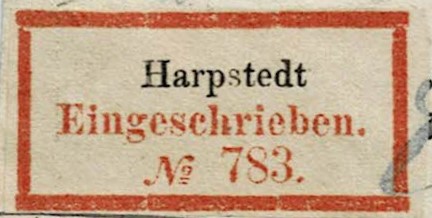 Harpstedt
Eingeschrieben.
№ 783.